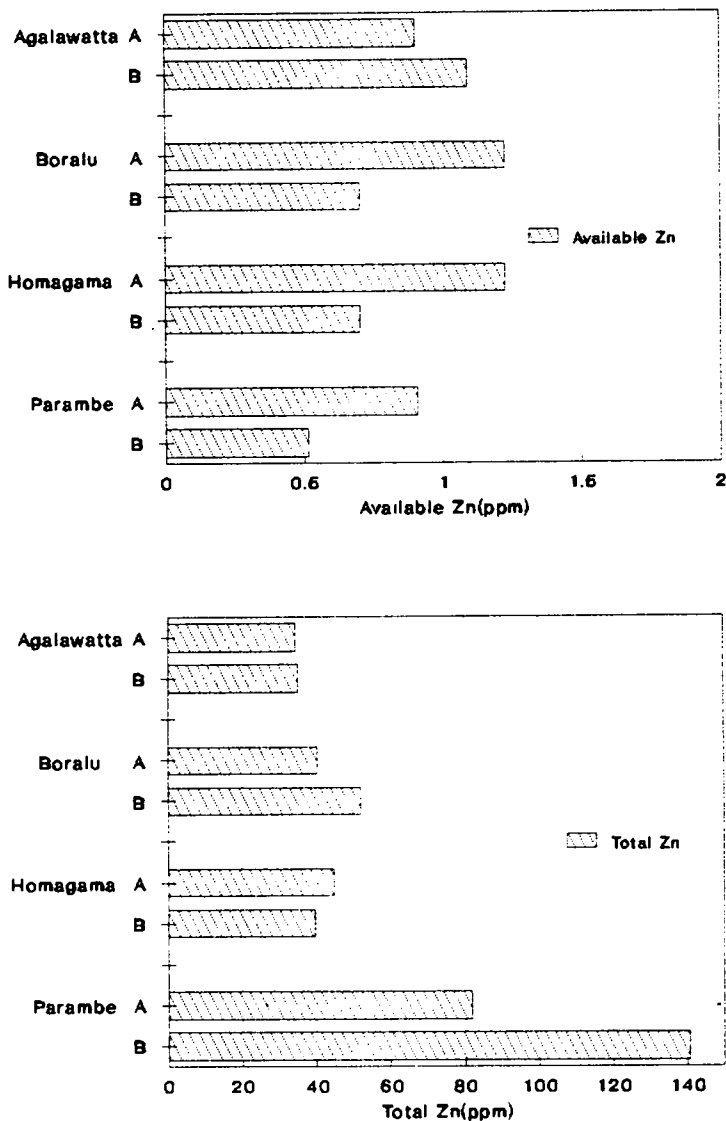 Agalawatta A
B
Boralu A
B
Available Zn
Homagama A
B
Parambe A
B
0 0.5 1 1.5 2
Available Zn(ppm)
Agalawatta A
B
Boralu A
B
Total Zn
Homagama A
B
Parambe A
B
0 20 40 60 80 100 120 140
Total Zn(ppm)